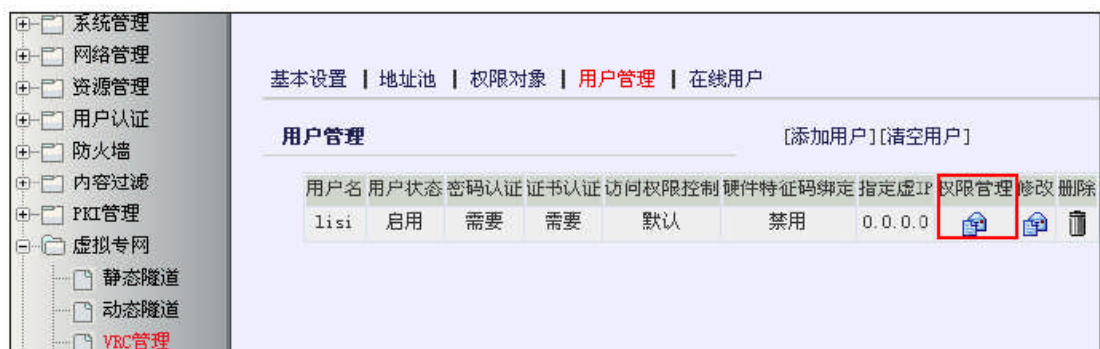 系统管理
网络管理
资源管理
用户认证
防火墙
内容过滤
PKI管理
虚拟专网
静态隧道
动态隧道
VRC管理
基本设置 | 地址池 | 权限对象 | 用户管理 | 在线用户
用户管理 [添加用户][清空用户]
用户名 用户状态 密码认证 证书认证 访问权限控制 硬件特征码绑定 指定虚IP 权限管理 修改 删除
lisi 启用 需要 需要 默认 禁用 0.0.0.0